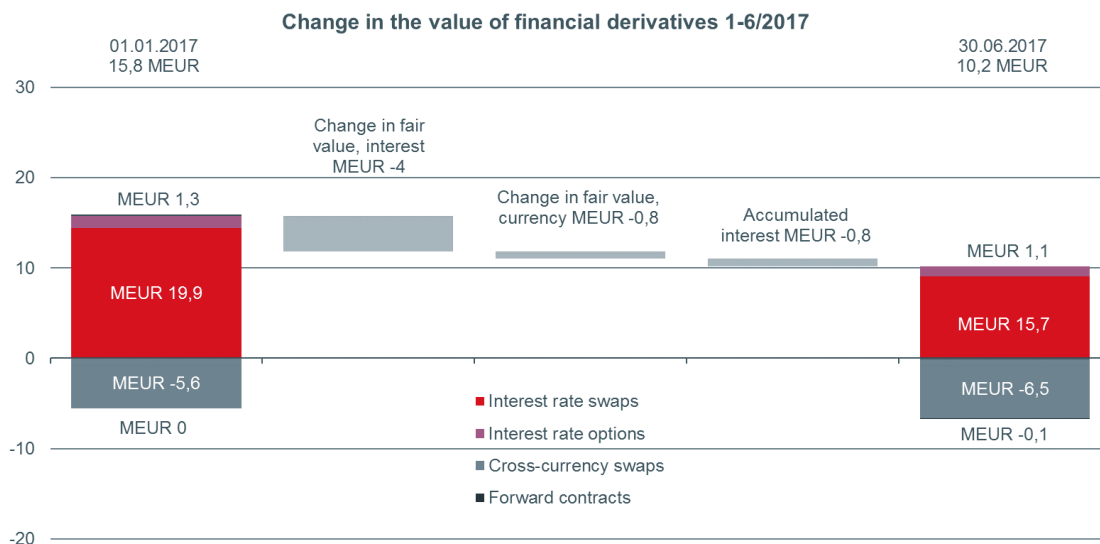 Change in the value of financial derivatives 1-6/2017
01.01.2017
15,8 MEUR
30.06.2017
10,2 MEUR
30
Change in fair
value, interest
MEUR -4
20
MEUR 1,3
Change in fair value,
currency MEUR -0,8
Accumulated
interest MEUR -0,8
MEUR 1,1
10
MEUR 19,9
MEUR 15,7
0
MEUR -5,6
MEUR -6,5
Interest rate swaps
MEUR 0
MEUR -0,1
Interest rate options
-10
Cross-currency swaps
Forward contracts
-20